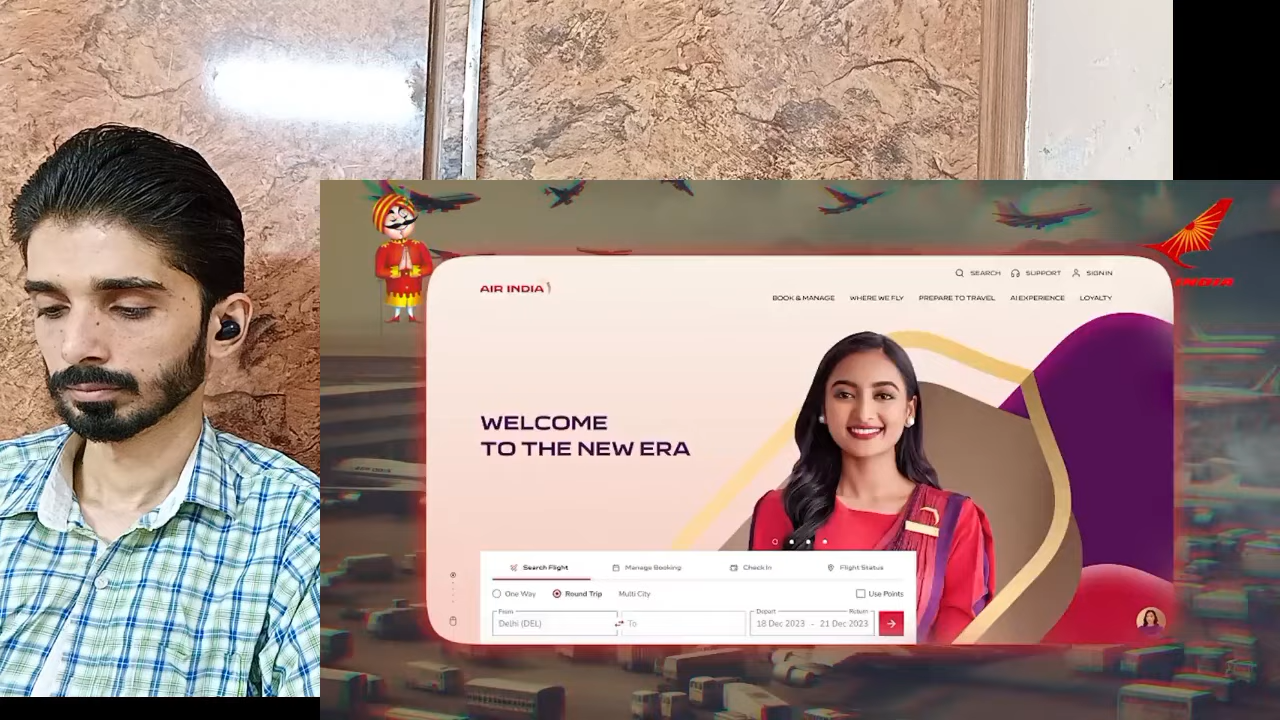 SEARCH SUPPORT SIGN IN
AIR INDIA
BOOK & MANAGE WHERE WE FLY PREPARE TO TRAVEL AI EXPERIENCE LOYALTY
WELCOME
TO THE NEW ERA
Search Flight Manage Booking Check In Flight Status
One Way Round Trip Multi City Use Points
From Depart Return
Delhi (DEL) To 18 Dec 2023 - 21 Dec 2023